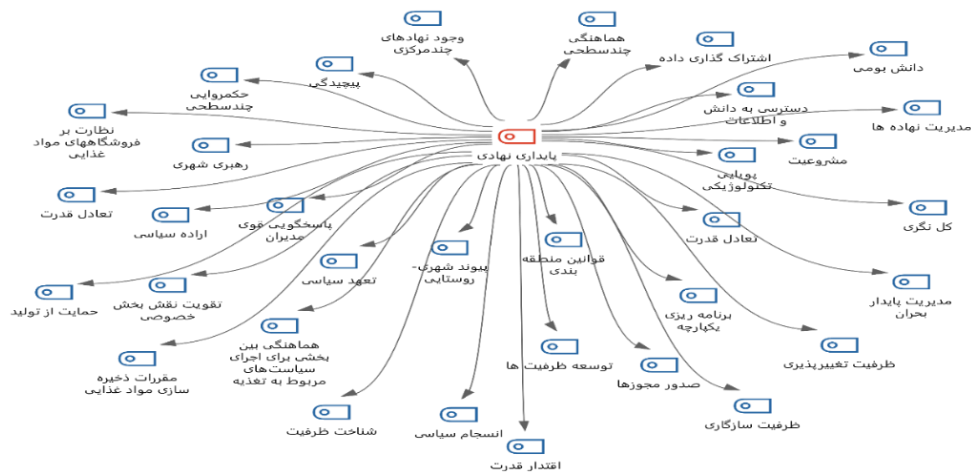 وجود نهادهای
چندمرکزی
هماهنگی
چندسطحی
اشتراک گذاری داده
دانش بومی
پیچیدگی
حکمروایی
چندسطحی
دسترسی به دانش
و اطلاعات
مدیریت نهاده ها
نظارت بر
فروشگاههای مواد
غذایی
رهبری شهری
پایداری نهادی
پویایی
تکنولوژیکی
مشروعیت
تعادل قدرت
اراده سیاسی
پاسخگویی قوی
مدیران
تعادل قدرت
کل نگری
حمایت از تولید
تقویت نقش بخش
خصوصی
تعهد سیاسی
پیوند شهری-
روستایی
قوانین منطقه
بندی
برنامه ریزی
یکپارچه
مدیریت پایدار
بحران
مقررات ذخیره
سازی مواد غذایی
هماهنگی بین
بخشی برای اجرای
سیاست‌های
مربوط به تغذیه
توسعه ظرفیت ها
صدور مجوزها
ظرفیت تغییرپذیری
شناخت ظرفیت
انسجام سیاسی
اقتدار قدرت
ظرفیت سازگاری